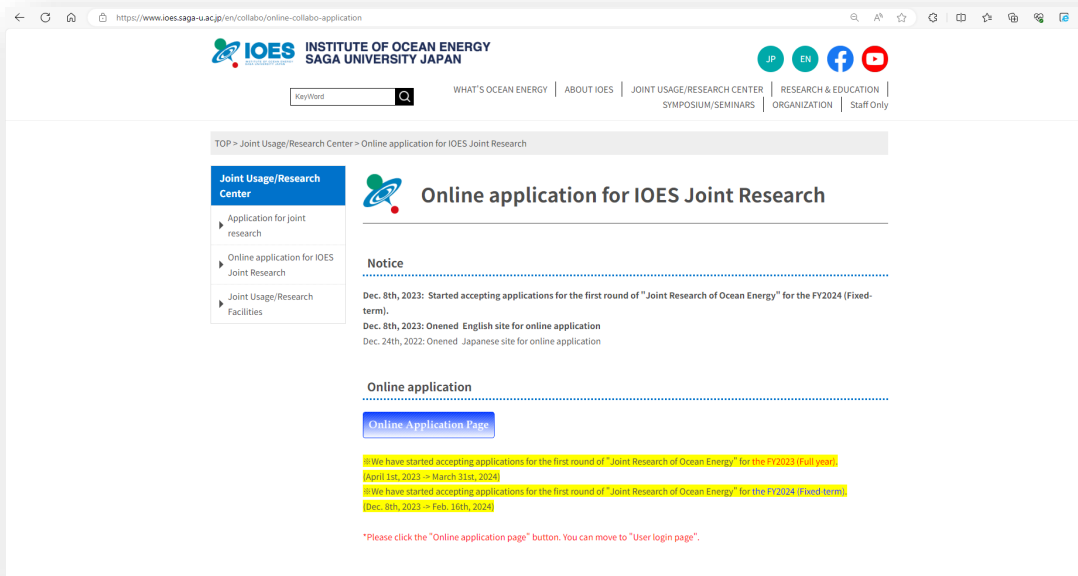 https://www.ioes.saga-u.ac.jp/en/collabo/online-collabo-application
IOES INSTITUTE OF OCEAN ENERGY
SAGA UNIVERSITY JAPAN
JP EN
KeyWord
WHAT'S OCEAN ENERGY ABOUT IOES JOINT USAGE/RESEARCH CENTER RESEARCH & EDUCATION
SYMPOSIUM/SEMINARS ORGANIZATION Staff Only
TOP > Joint Usage/Research Center > Online application for IOES Joint Research
Joint Usage/Research
Center
Application for joint
research
Online application for IOES
Joint Research
Joint Usage/Research
Facilities
Online application for IOES Joint Research
Notice
Dec. 8th, 2023: Started accepting applications for the first round of "Joint Research of Ocean Energy" for the FY2024 (Fixed-
term).
Dec. 8th, 2023: Onened English site for online application
Dec. 24th, 2022: Onened Japanese site for online application
Online application
Online Application Page
※We have started accepting applications for the first round of "Joint Research of Ocean Energy" for the FY2023 (Full year).
(April 1st, 2023 -> March 31st, 2024)
※We have started accepting applications for the first round of "Joint Research of Ocean Energy" for the FY2024 (Fixed-term).
(Dec. 8th, 2023 -> Feb. 16th, 2024)
*Please click the "Online application page" button. You can move to "User login page".